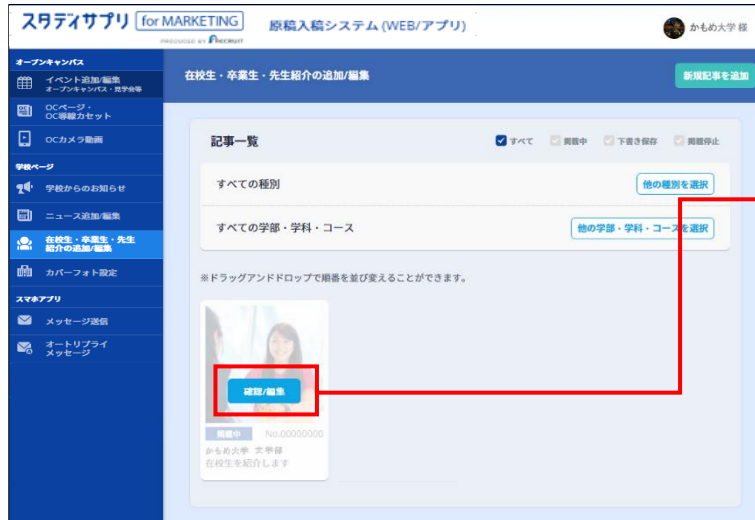 スタディサプリ for MARKETING
PRODUCED BY RECRUIT
原稿入稿システム (WEB/アプリ)
かもめ大学 様
オープンキャンパス
イベント追加/編集
オープンキャンパス・見学会等
OCページ・
OC導線カセット
OCカメラ動画
学校ページ
学校からのお知らせ
ニュース追加/編集
在校生・卒業生・先生
紹介の追加/編集
カバーフォト設定
スマホアプリ
メッセージ送信
オートリプライ
メッセージ
在校生・卒業生・先生紹介の追加/編集
新規記事を追加
記事一覧
すべて 掲載中 下書き保存 掲載停止
すべての種別
他の種別を選択
すべての学部・学科・コース
他の学部・学科・コースを選択
※ドラッグアンドドロップで順番を並び変えることができます。
確認/編集
掲載中 No.00000000
かもめ大学 文学部
在校生を紹介します